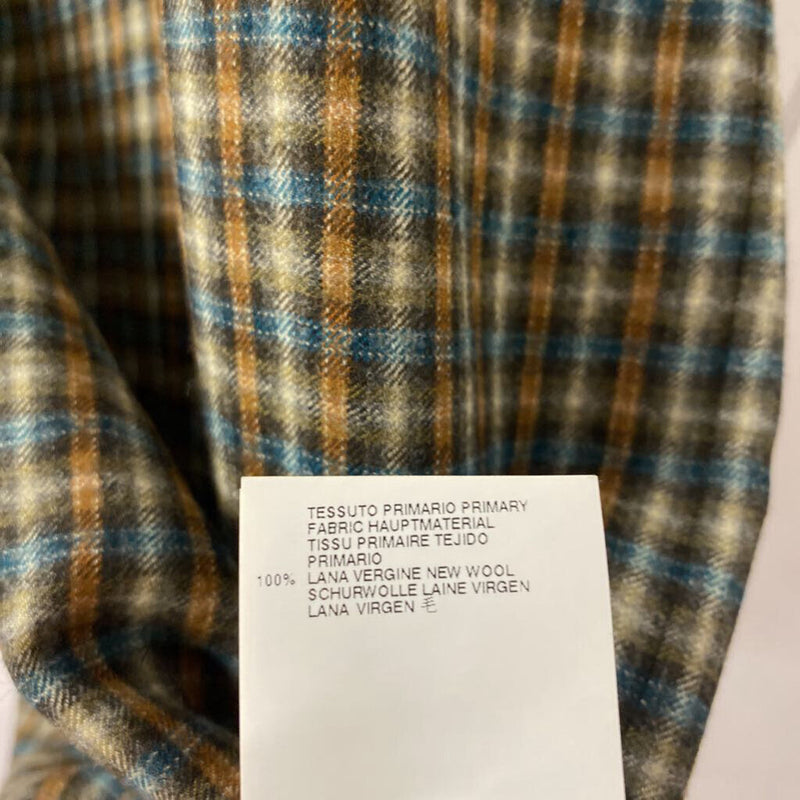 TESSUTO PRIMARIO PRIMARY
FABRIC HAUPTMATERIAL
TISSU PRIMAIRE TEJIDO
PRIMARIO
100% LANA VERGINE NEW WOOL
SCHURWOLLE LAINE VIRGEN
LANA VIRGEN 毛